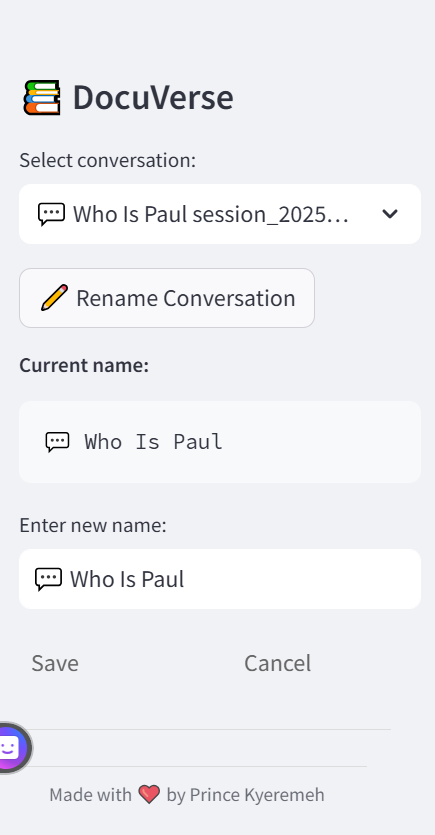 DocuVerse
Select conversation:
Who Is Paul session_2025...
Rename Conversation
Current name:
Who Is Paul
Enter new name:
Who Is Paul
Save Cancel
Made with ❤️ by Prince Kyeremeh